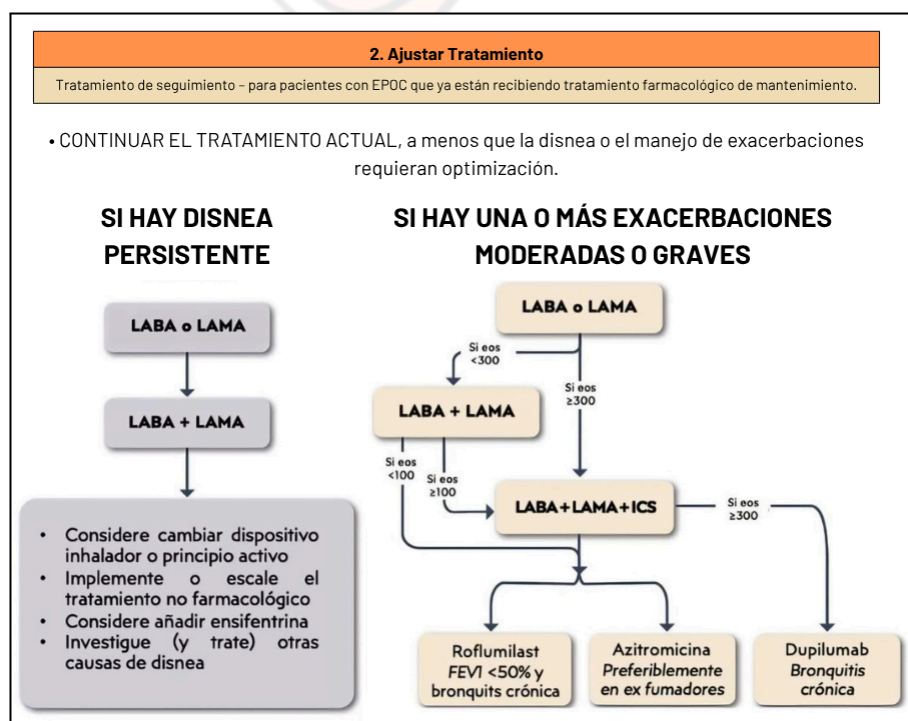 2. Ajustar Tratamiento
Tratamiento de seguimiento – para pacientes con EPOC que ya están recibiendo tratamiento farmacológico de mantenimiento.
• CONTINUAR EL TRATAMIENTO ACTUAL, a menos que la disnea o el manejo de exacerbaciones
requieran optimización.
SI HAY DISNEA
PERSISTENTE
LABA o LAMA
LABA + LAMA
• Considere cambiar dispositivo
inhalador o principio activo
• Implemente o escale el
tratamiento no farmacológico
• Considere añadir ensifentrina
• Investigue (y trate) otras
causas de disnea
SI HAY UNA O MÁS EXACERBACIONES
MODERADAS O GRAVES
LABA o LAMA
Si eos
<300
Si eos
≥300
LABA + LAMA
Si eos
<100
Si eos
≥100
LABA+LAMA+ICS
Si eos
≥300
Roflumilast
FEV1 <50% y
bronquits crónica
Azitromicina
Preferiblemente
en ex fumadores
Dupilumab
Bronquitis
crónica